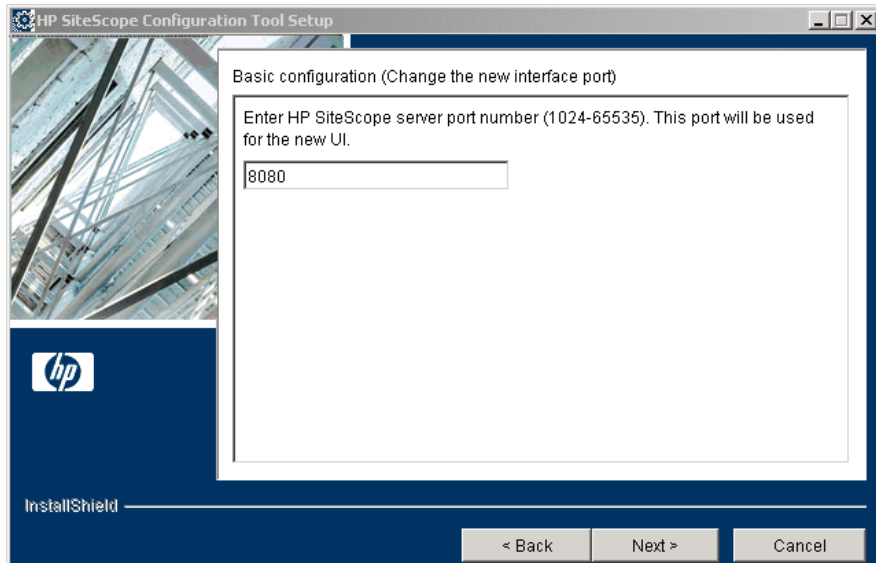 HP SiteScope Configuration Tool Setup
Basic configuration (Change the new interface port)
Enter HP SiteScope server port number (1024-65535). This port will be used
for the new UI.
8080
hp
InstallShield
< Back
Next >
Cancel